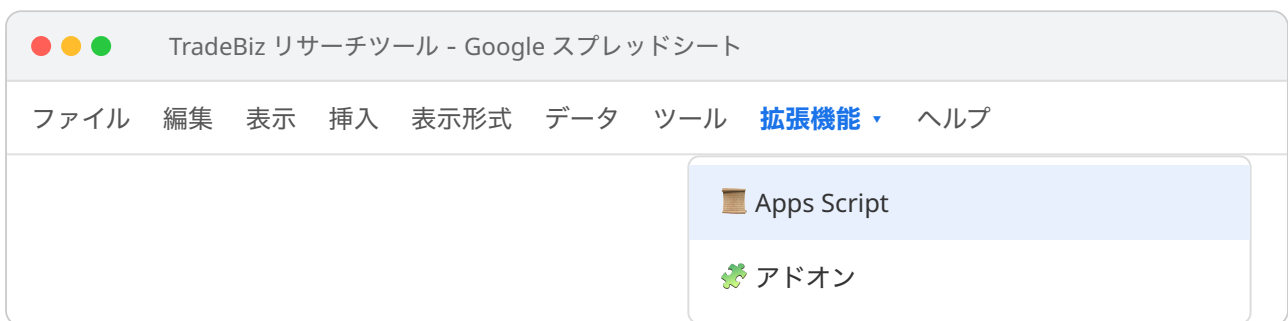 TradeBiz リサーチツール - Google スプレッドシート
ファイル 編集 表示 挿入 表示形式 データ ツール 拡張機能 ▾ ヘルプ
Apps Script
アドオン